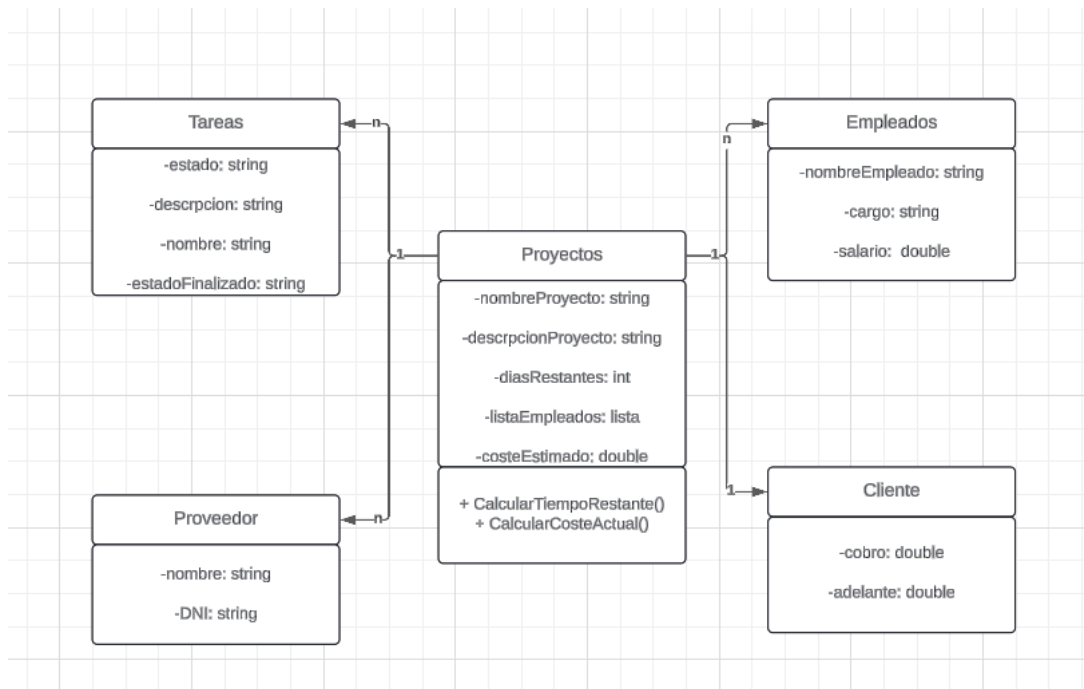 Tareas
-estado: string
-descrpcion: string
-nombre: string
-estadoFinalizado: string
n
1
Proveedor
-nombre: string
-DNI: string
n
Proyectos
-nombreProyecto: string
-descrpcionProyecto: string
-diasRestantes: int
-listaEmpleados: lista
-costeEstimado: double
+ CalcularTiempoRestante()
+ CalcularCosteActual()
1
n
Empleados
-nombreEmpleado: string
-cargo: string
-salario: double
1
Cliente
-cobro: double
-adelante: double